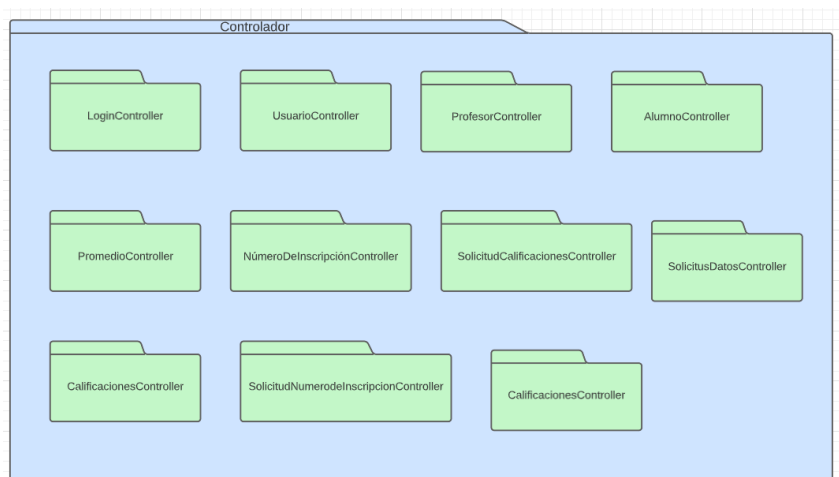 Controlador
LoginController
UsuarioController
ProfesorController
AlumnoController
PromedioController
NúmeroDeInscripciónController
SolicitudCalificacionesController
SolicitusDatosController
CalificacionesController
SolicitudNumerodeInscripcionController
CalificacionesController